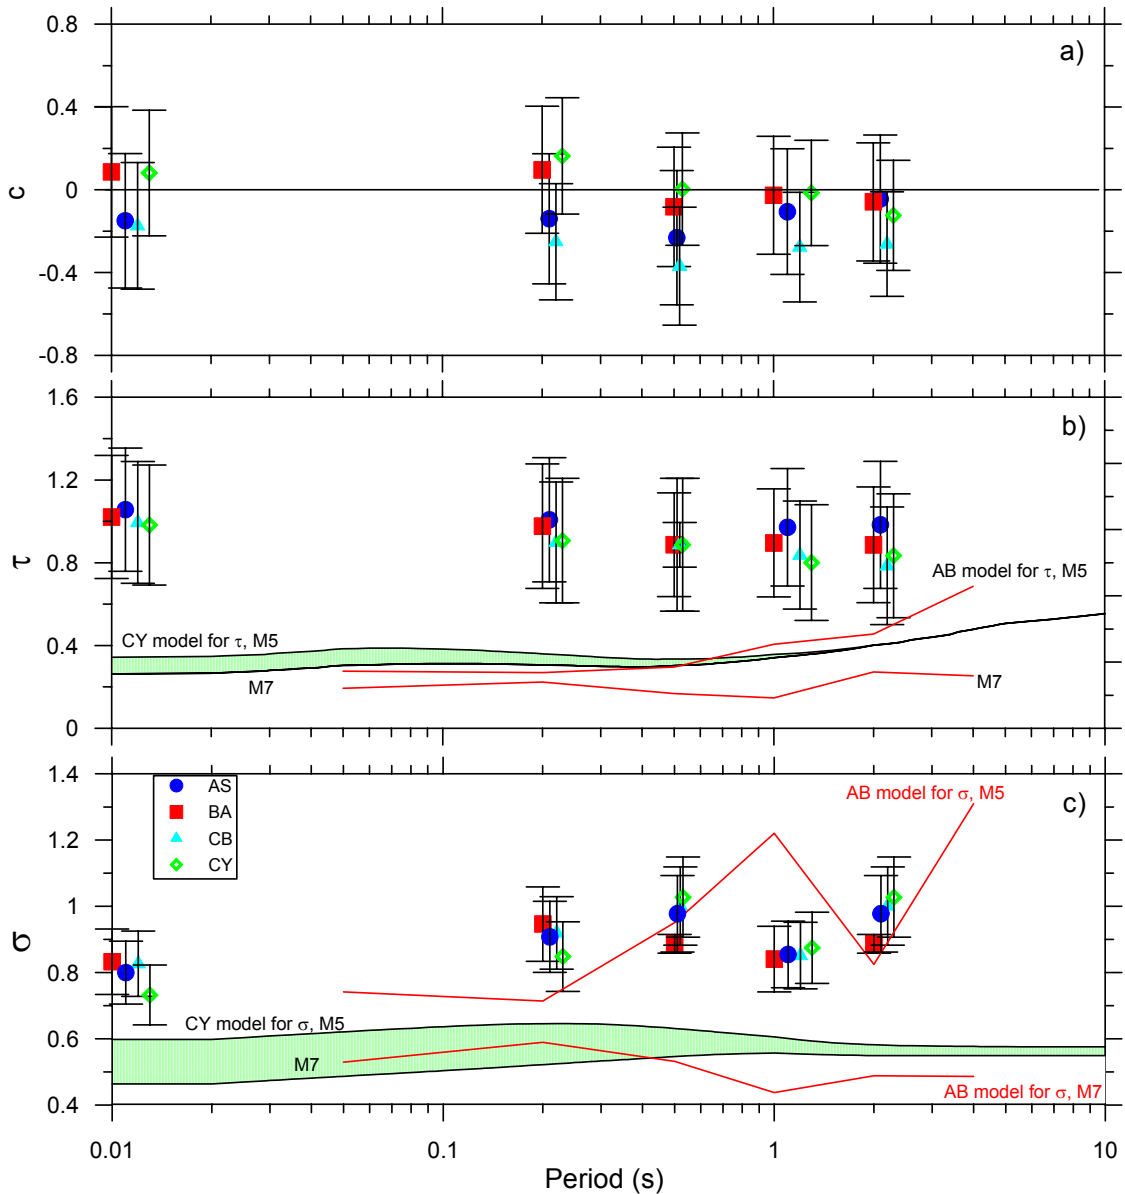 0.8
a)
0.4
0
c
-0.4
-0.8
1.6
b)
1.2
0.8
τ
AB model for τ, M5
CY model for τ, M5
0.4
M7
M7
0
1.4
AS
AB model for σ, M5
c)
BA
1.2
CB
CY
1
σ
0.8
CY model for σ, M5
0.6
M7
AB model for σ, M7
0.4
0.01
0.1
1
10
Period (s)